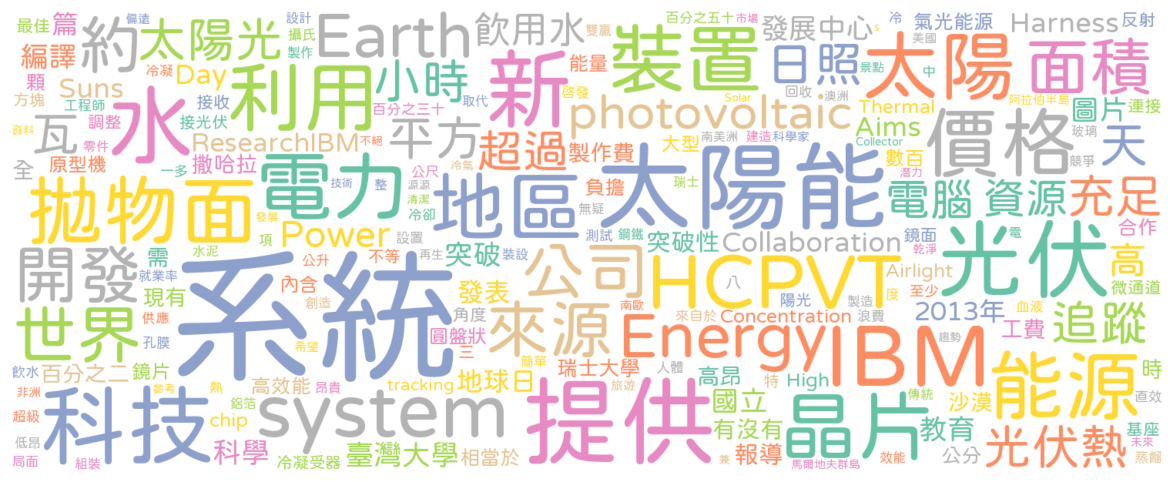 最佳 篇 偏遠 設計 Earth 飲用水 雙贏 百分之五十 市場 發展中心 s 冷 氣光能源 Harness 反射
編譯 約 太陽光 攝氏 製作 能量 裝置 日照 景點 中 美國 太陽 面積
顆 Suns 冷凝 Day 小時 取代 新 啓發 Solar 回收 澳洲 Thermal 阿拉伯半島 連接
方塊 工程師 接收 利用 百分之三十 photovoltaic 圖片
資料 瓦 調整 水 接光伏 平方 超過 大型 南美洲 建造 科學家 Aims 價格 玻璃 天
零件 ResearchIBM 不絕 製作費 Collector 數百 競爭
全 原型機 撒哈拉 一多 電力 冷氣 公尺 瑞士 太陽能 潛力
拋物面 技術 整 源源 清潔 冷卻 地區 負擔 無疑 電腦 資源 充足
發展 項 Power 設置 測試 鋼鐵 突破性 鏡面 乾淨 電 合作
開發 需 水泥 不等 再生 突破 裝設 Collaboration 光伏 高
就業率 公升 公司 HCPVT Airlight 微通道
世界 現有 內含 發表 南歐 八 陽光 度 製造 至少
供應 系統 創造 角度 來源 來自於 Concentration 浪費 2013年 血液 追蹤
孔膜 圓盤狀 Energy IBM 趨勢 工費
飲水 百分之二 鏡片 希望 三 簡單 瑞士大學 人體 能源 時
非洲 參考 熱 高效能 昂貴 tracking 地球日 旅遊 高昂 特 High 傳統 直效
超級 科技 鋁箔 chip system 提供 國立 晶片 沙漠 基座
低昂 有沒有 教育 未來
局面 組裝 科學 冷凝受器 臺灣大學 相當於 兼 報導 馬爾地夫群島 效能 公分 光伏熱 蒸餾